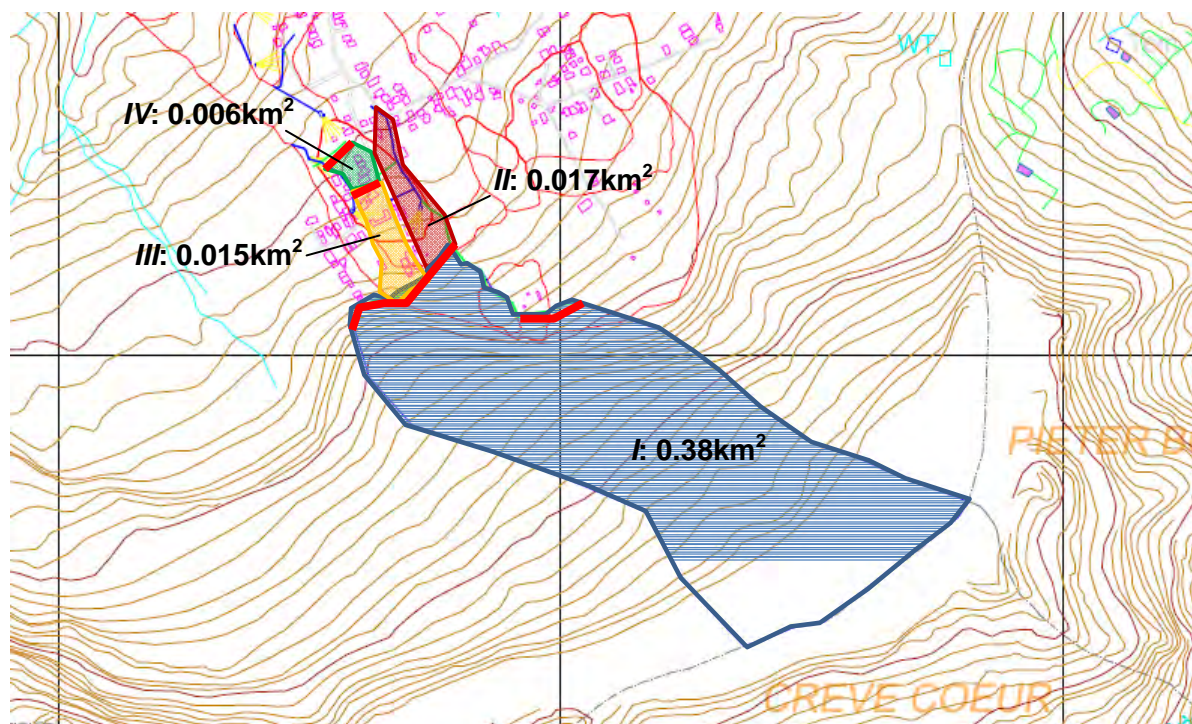 WT
IV: 0.006km²
II: 0.017km²
III: 0.015km²
I: 0.38km²
PIETER B
CREVE COEUR